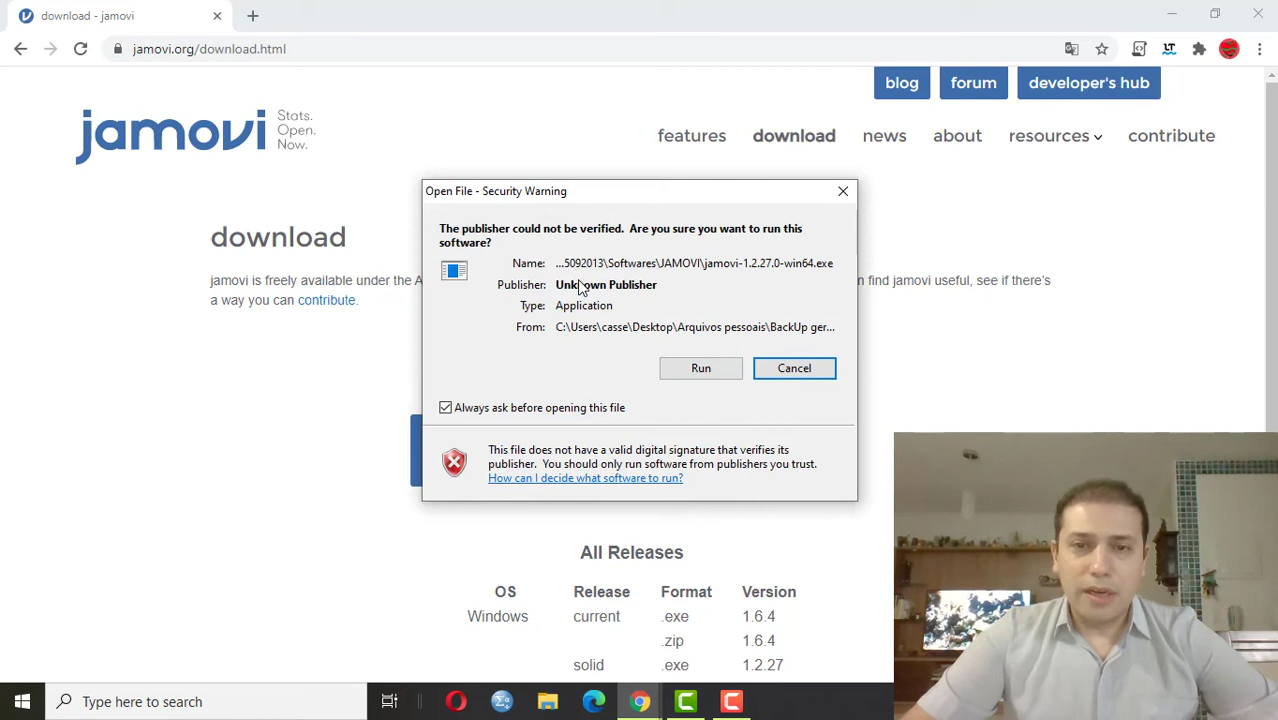 download - jamovi
jamovi.org/download.html
blog
forum
developer's hub
jamovi
Stats.
Open.
Now.
features
download
news
about
resources
contribute
download
jamovi is freely available under the A
find jamovi useful, see if there's
a way you can contribute.
Open File - Security Warning
The publisher could not be verified. Are you sure you want to run this
software?
Name: ...5092013\Softwares\JAMOVI\jamovi-1.2.27.0-win64.exe
Publisher: Unknown Publisher
Type: Application
From: C:\Users\casse\Desktop\Arquivos pessoais\BackUp ger...
Run
Cancel
Always ask before opening this file
This file does not have a valid digital signature that verifies its
publisher. You should only run software from publishers you trust.
How can I decide what software to run?
All Releases
OS Release Format Version
Windows current .exe 1.6.4
.zip 1.6.4
solid .exe 1.2.27
Type here to search